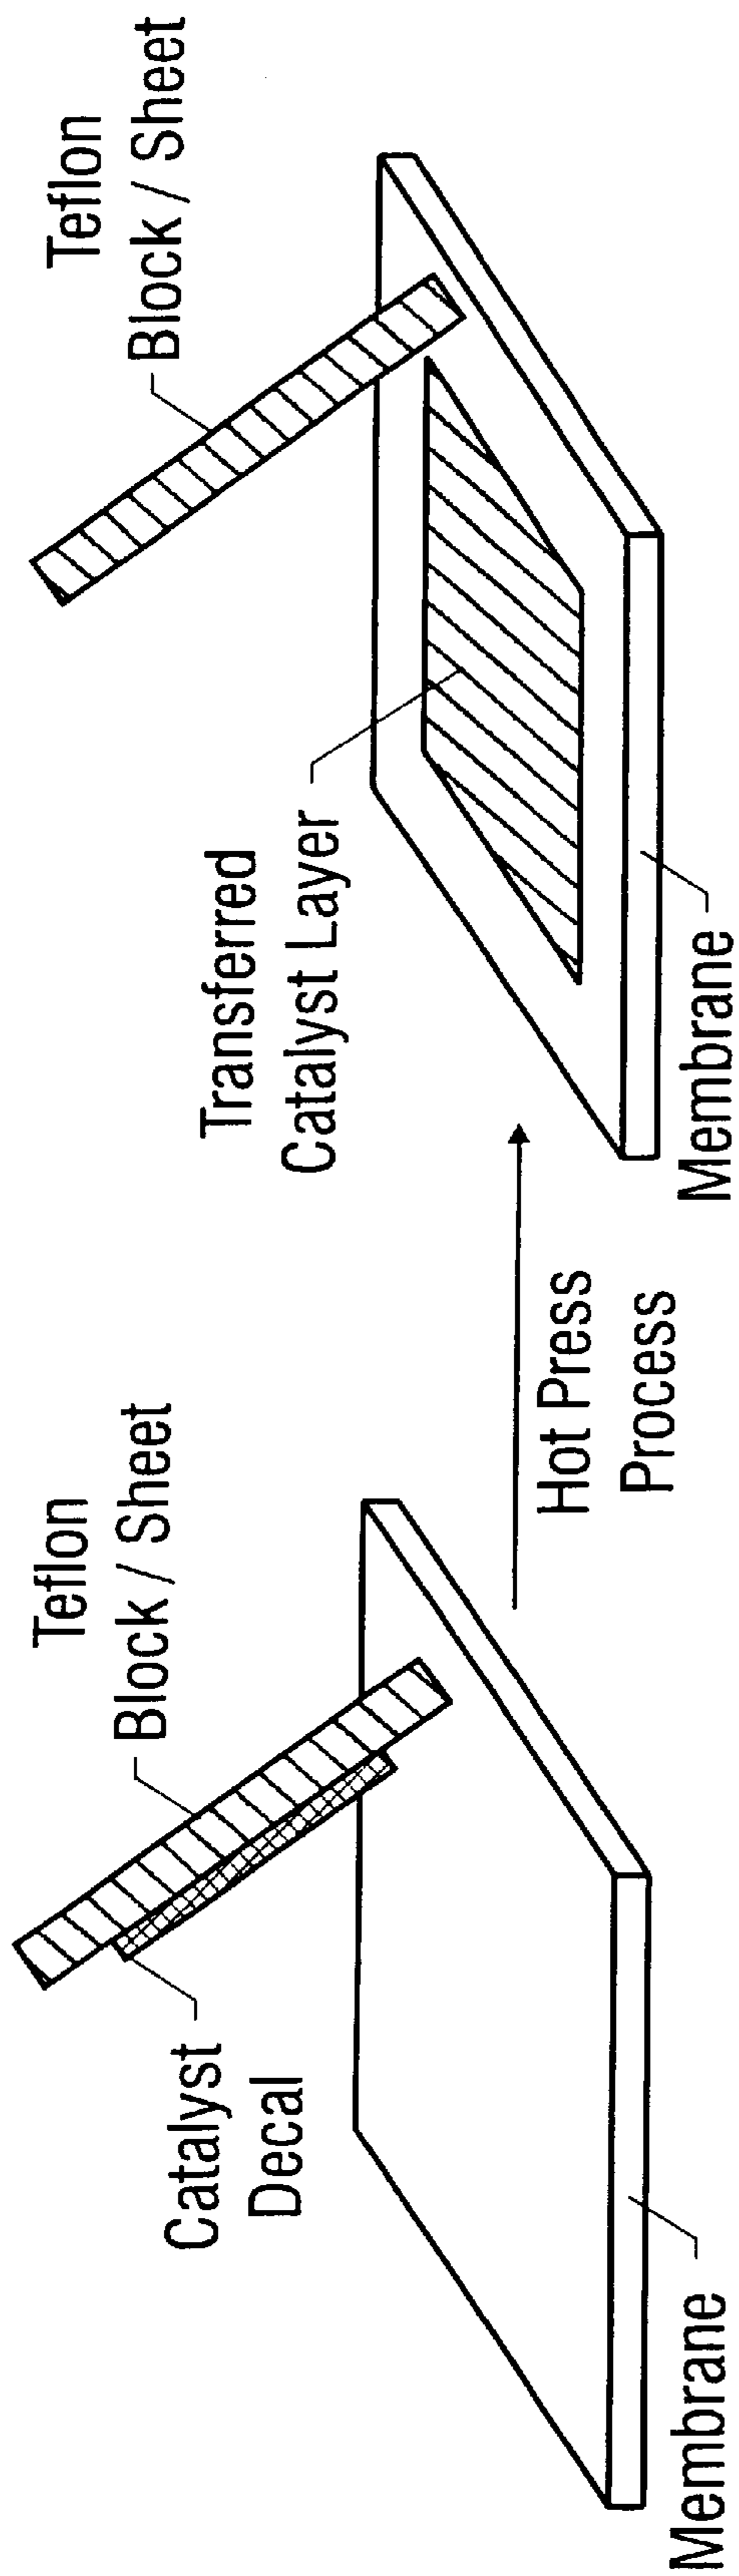 Teflon
Block / Sheet
Catalyst
Decal
Membrane
Hot Press
Process
Teflon
Block / Sheet
Transferred
Catalyst Layer
Membrane